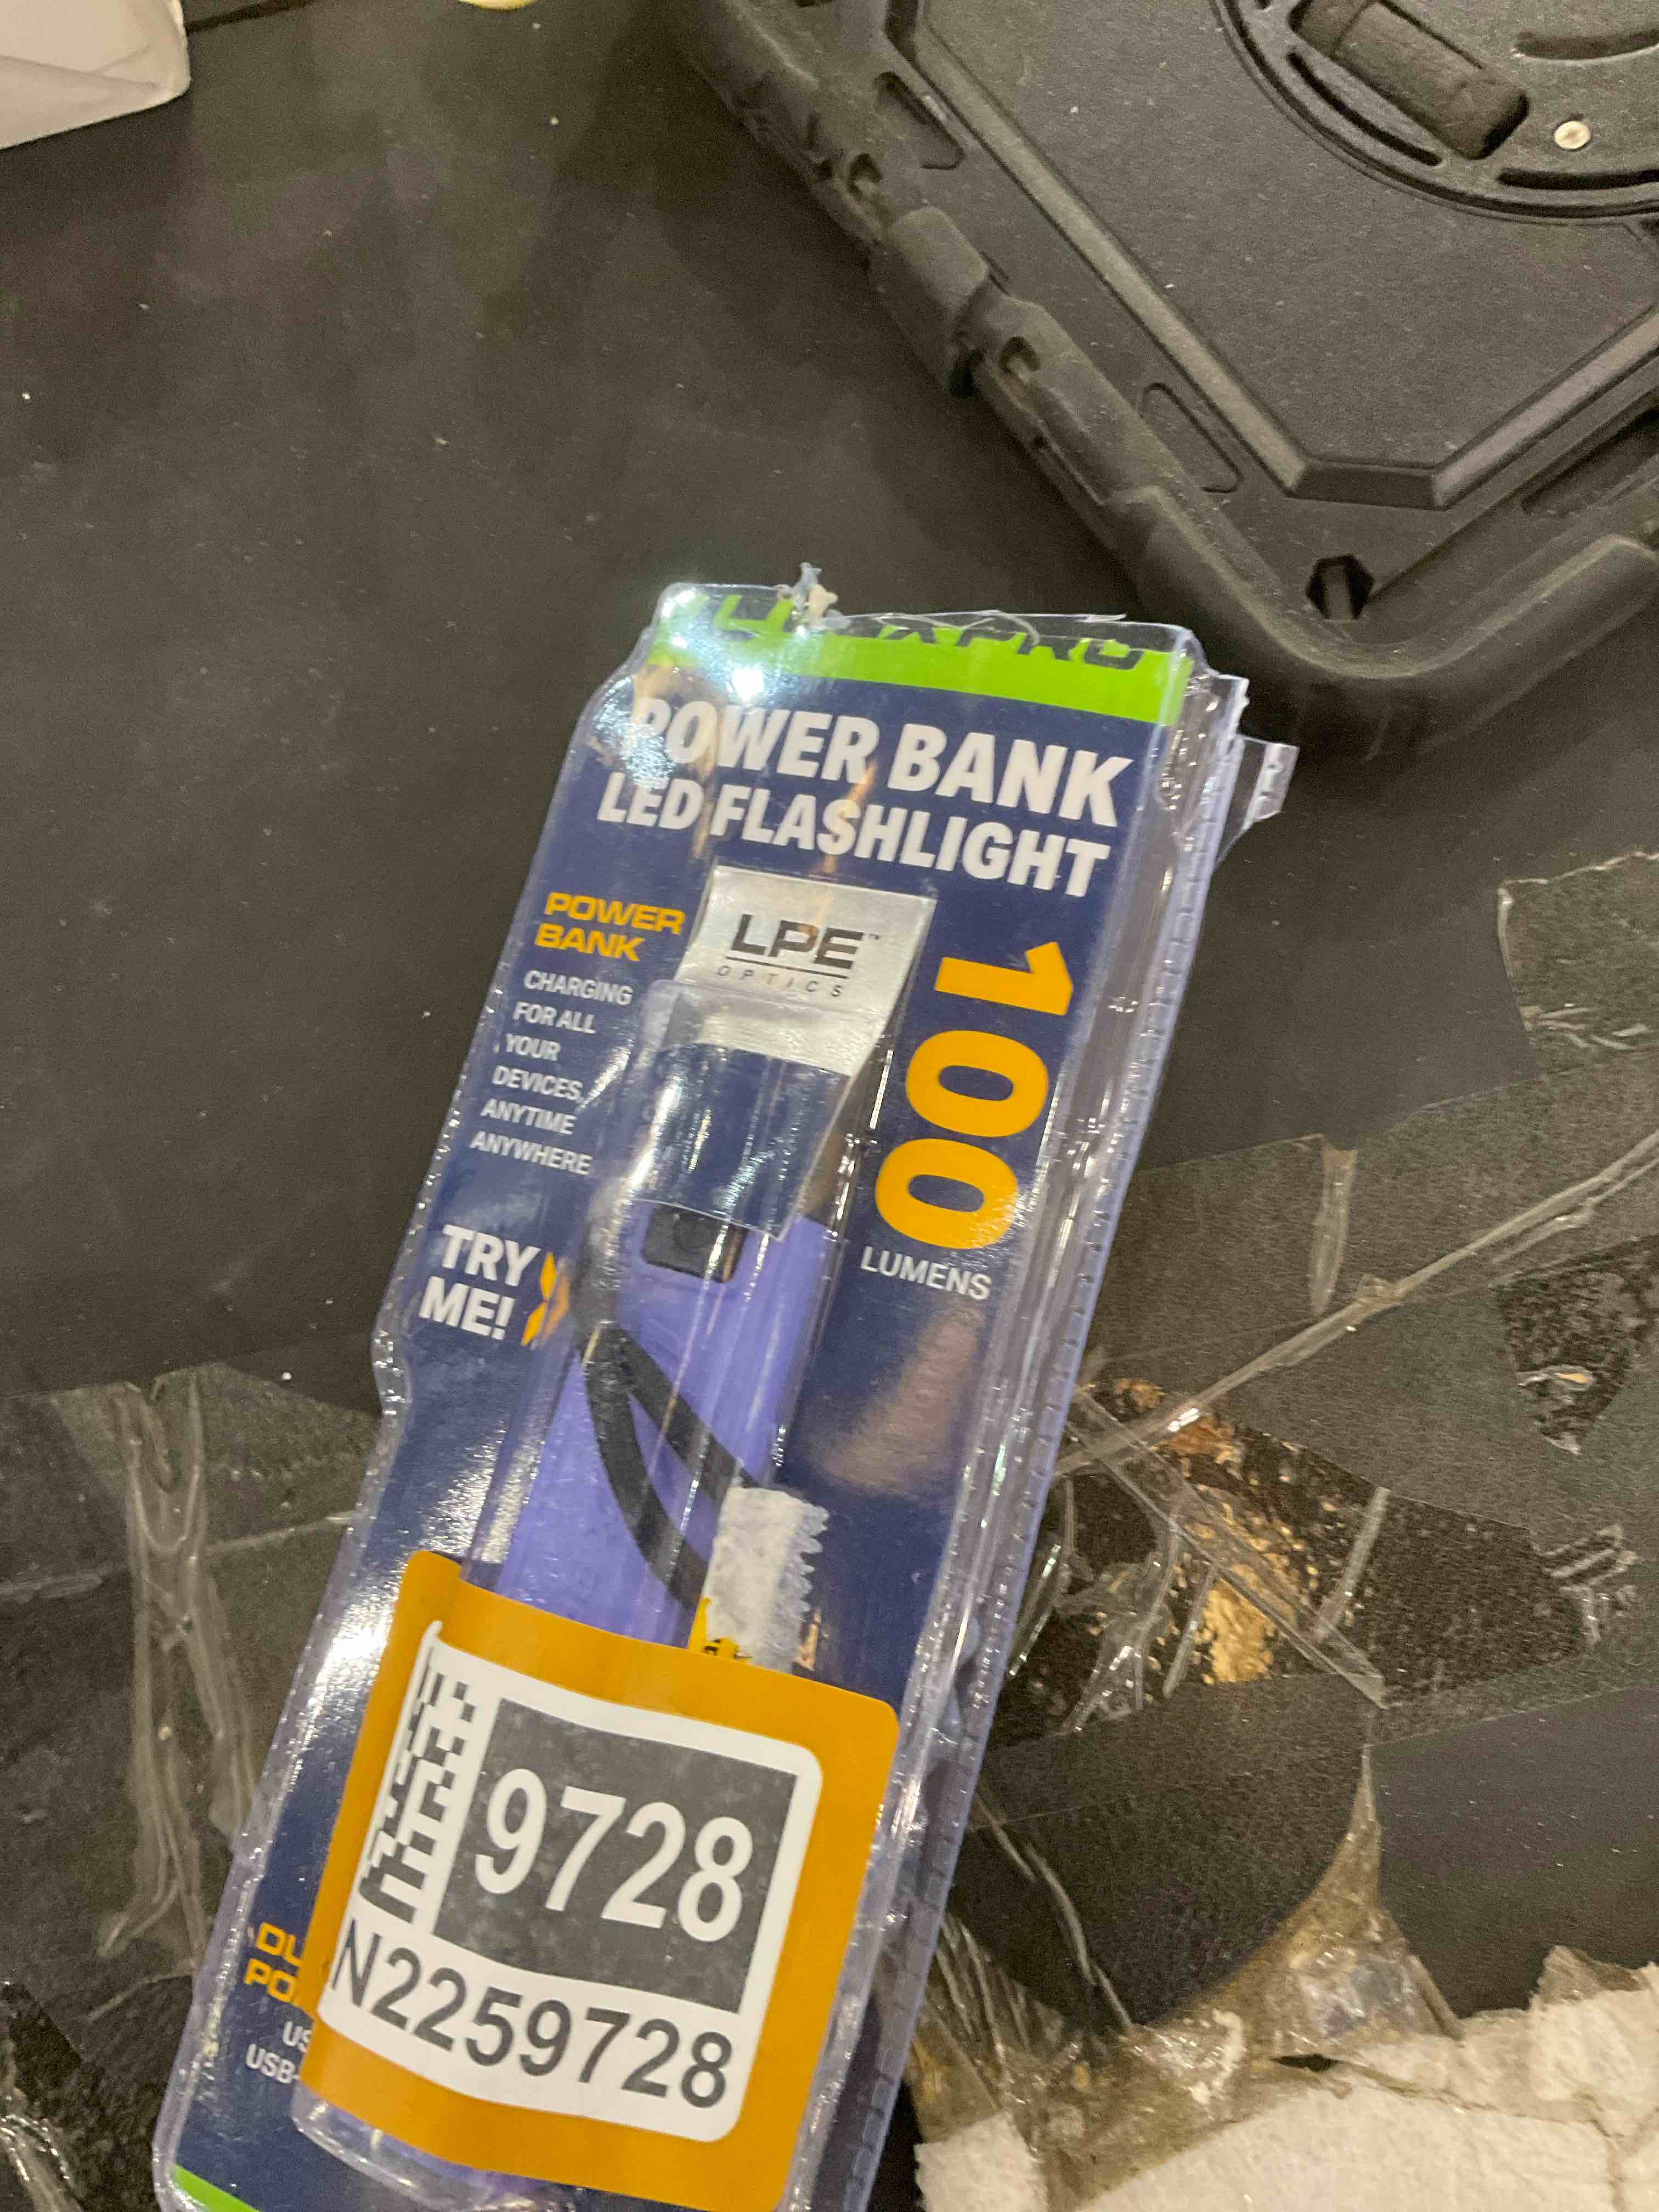 POWER BANK
LED FLASHLIGHT
POWER
BANK
CHARGING
FOR ALL
YOUR
DEVICES,
ANYTIME
ANYWHERE
LPE™
OPTICS
100
LUMENS
TRY
ME!
9728
N2259728